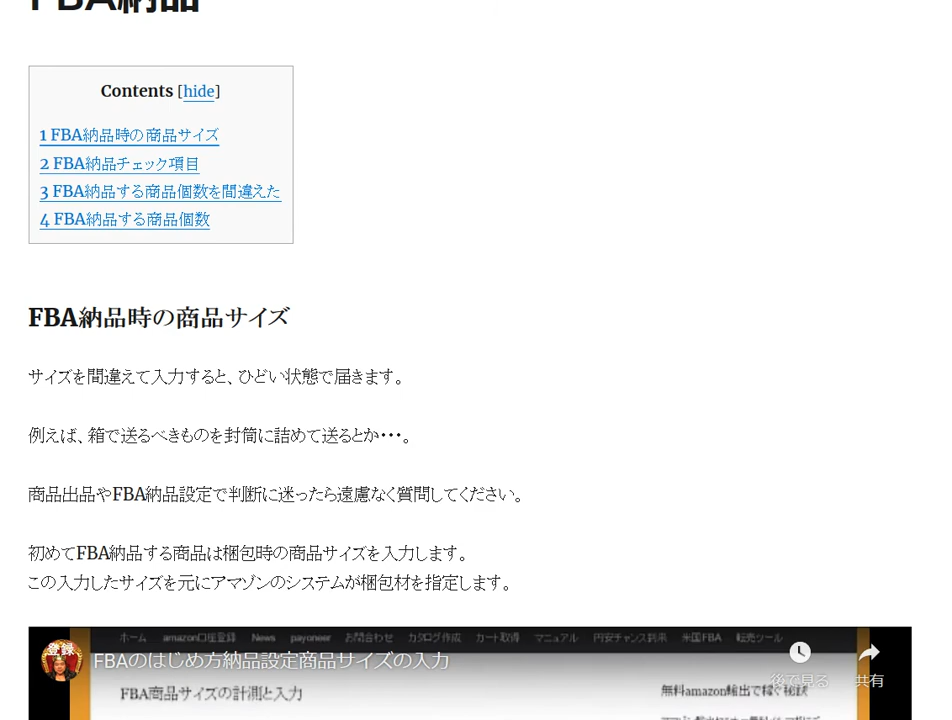 FBA納品
Contents [hide]
1 FBA納品時の商品サイズ
2 FBA納品チェック項目
3 FBA納品する商品個数を間違えた
4 FBA納品する商品個数
FBA納品時の商品サイズ
サイズを間違えて入力すると、ひどい状態で届きます。
例えば、箱で送るべきものを封筒に詰めて送るとか・・・。
商品出品やFBA納品設定で判断に迷ったら遠慮なく質問してください。
初めてFBA納品する商品は梱包時の商品サイズを入力します。
この入力したサイズを元にアマゾンのシステムが梱包材を指定します。
ホーム amazon口座登録 News payoneer お問合わせ カタログ作成 カート取得 マニュアル 円安チャンス到来 米国FBA 転売ツール
登録
FBAのはじめ方納品設定商品サイズの入力
後で見る 共有
FBA商品サイズの計測と入力
無料amazon輸出で稼ぐ秘訣